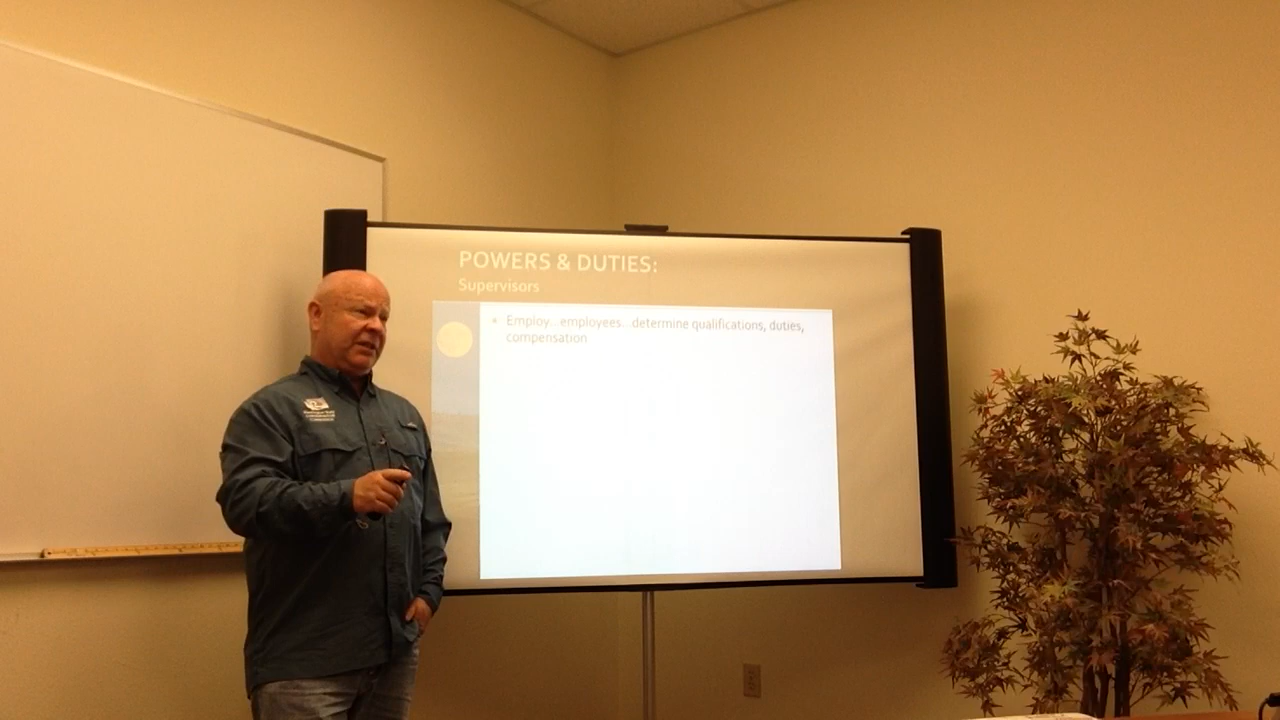 POWERS & DUTIES:
Supervisors
Employ...employees...determine qualifications, duties,
compensation